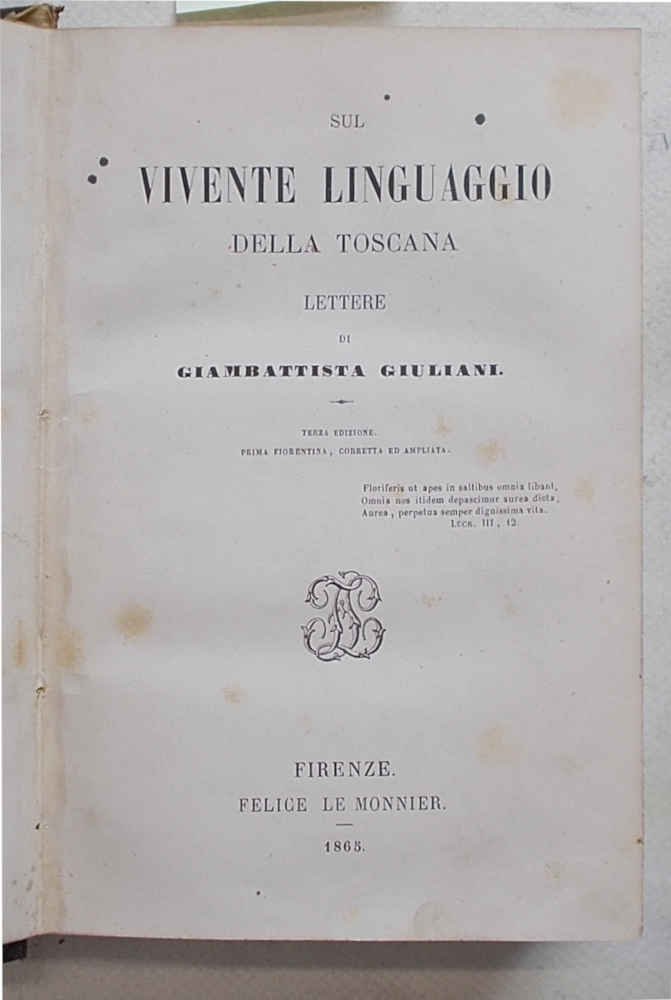 SUL
VIVENTE LINGUAGGIO
DELLA TOSCANA
LETTERE
DI
GIAMBATTISTA GIULIANI.
TERZA EDIZIONE.
PRIMA FIORENTINA, CORRETTA ED AMPLIATA.
Floriferis ut apes in saltibus omnia libant,
Omnia nos itidem depascimur aurea dicta,
Aurea, perpetua semper dignissima vita.
LUCR. III, 12.
FIRENZE.
FELICE LE MONNIER.
1865.